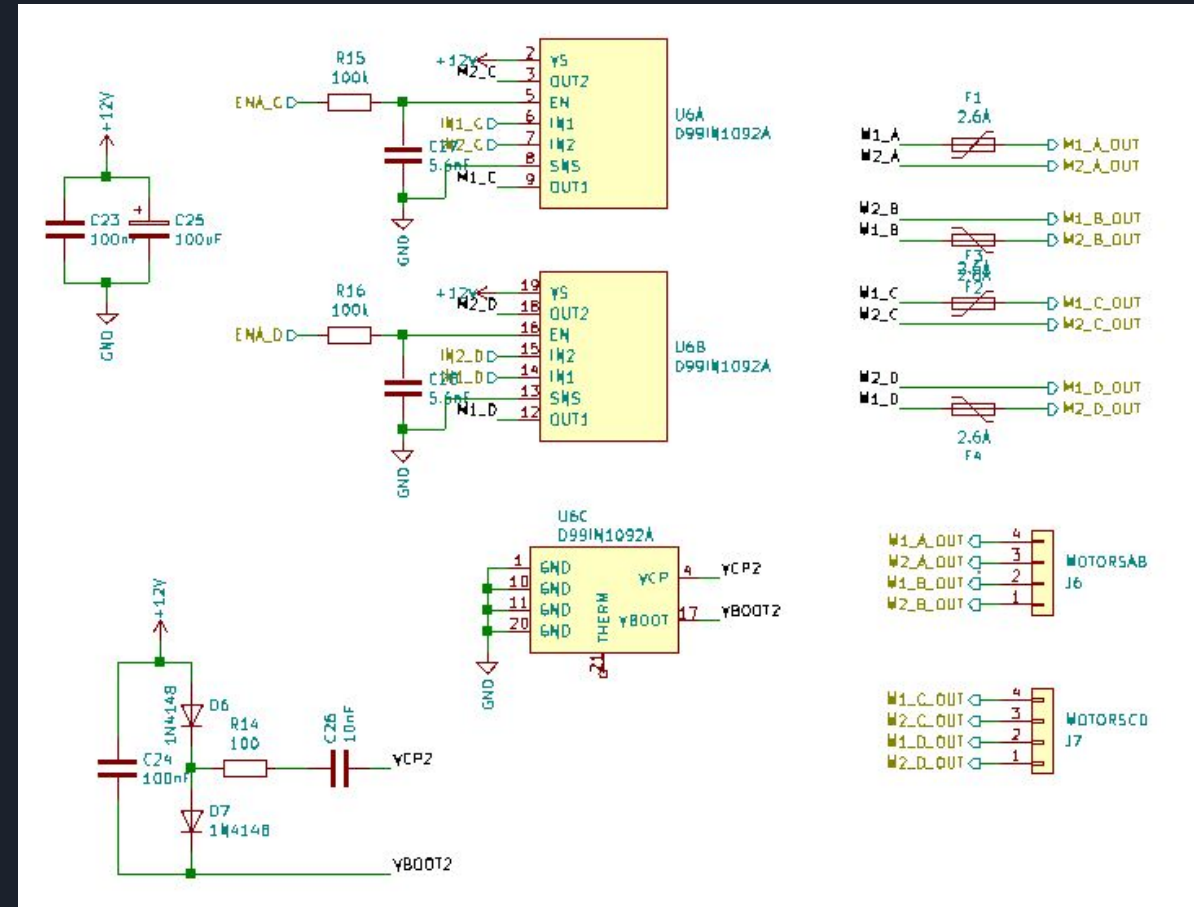 +12V
C23
100nF
C25
100uF
GND
R15
100k
ENA_C
+12V
M2_C
IN1_C
IN2_C
5.6nF
M1_C
GND
2 VS
3 OUT2
5 EN
6 IN1
7 IN2
8 SNS
9 OUT1
U6A
D99IN1092A
R16
100k
ENA_D
+12V
M2_D
IN2_D
IN1_D
5.6nF
M1_D
GND
19 VS
18 OUT2
16 EN
15 IN2
14 IN1
13 SNS
12 OUT1
U6B
D99IN1092A
F1
2.6A
M1_A
M1_A_OUT
M2_A
M2_A_OUT
M2_B
M1_B_OUT
M1_B
M2_B_OUT
F3
2.6A
F2
M1_C
M1_C_OUT
M2_C
M2_C_OUT
M2_D
M1_D_OUT
M1_D
M2_D_OUT
2.6A
F4
U6C
D99IN1092A
1 GND
10 GND
11 GND
20 GND
VCP 4 VCP2
VBOOT 17 VBOOT2
THERM
21
GND
M1_A_OUT 4
M2_A_OUT 3
M1_B_OUT 2
M2_B_OUT 1
MOTORSAB
J6
M1_C_OUT 4
M2_C_OUT 3
M1_D_OUT 2
M2_D_OUT 1
MOTORSCD
J7
+12V
1N4148
D6
R14
100
C26
10nF
VCP2
C24
100nF
D7
1N4148
VBOOT2